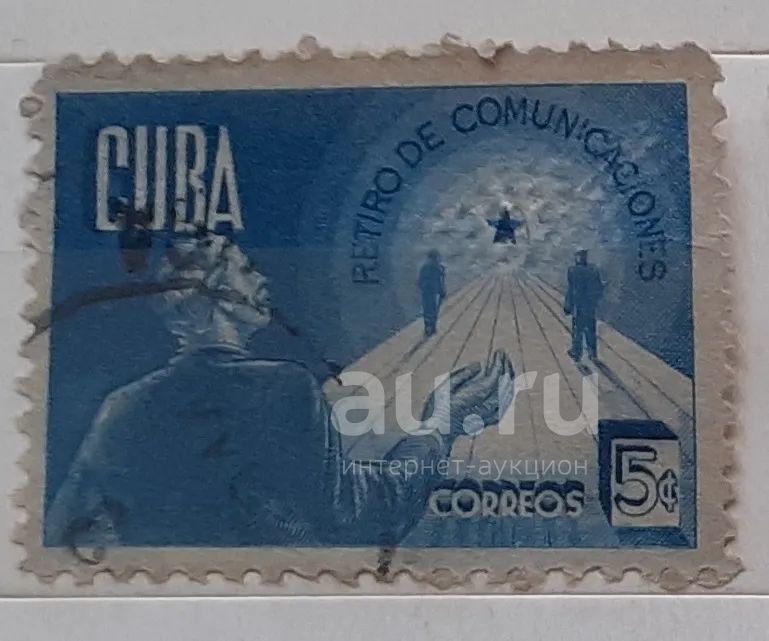 CUBA
RETIRO DE COMUNICACIONES
au.ru
интернет-аукцион
CORREOS
5¢